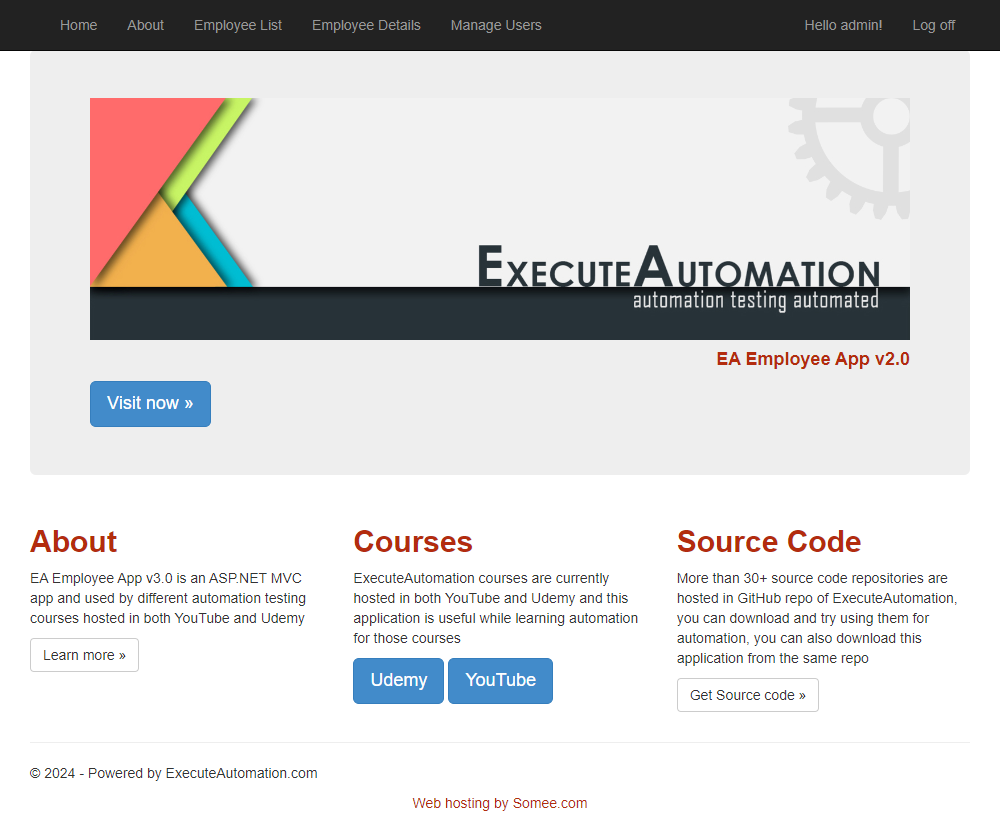 Home About Employee List Employee Details Manage Users Hello admin! Log off
EXECUTEAUTOMATION
automation testing automated
EA Employee App v2.0
Visit now »
About
EA Employee App v3.0 is an ASP.NET MVC
app and used by different automation testing
courses hosted in both YouTube and Udemy
Learn more »
Courses
ExecuteAutomation courses are currently
hosted in both YouTube and Udemy and this
application is useful while learning automation
for those courses
Udemy YouTube
Source Code
More than 30+ source code repositories are
hosted in GitHub repo of ExecuteAutomation,
you can download and try using them for
automation, you can also download this
application from the same repo
Get Source code »
© 2024 - Powered by ExecuteAutomation.com
Web hosting by Somee.com